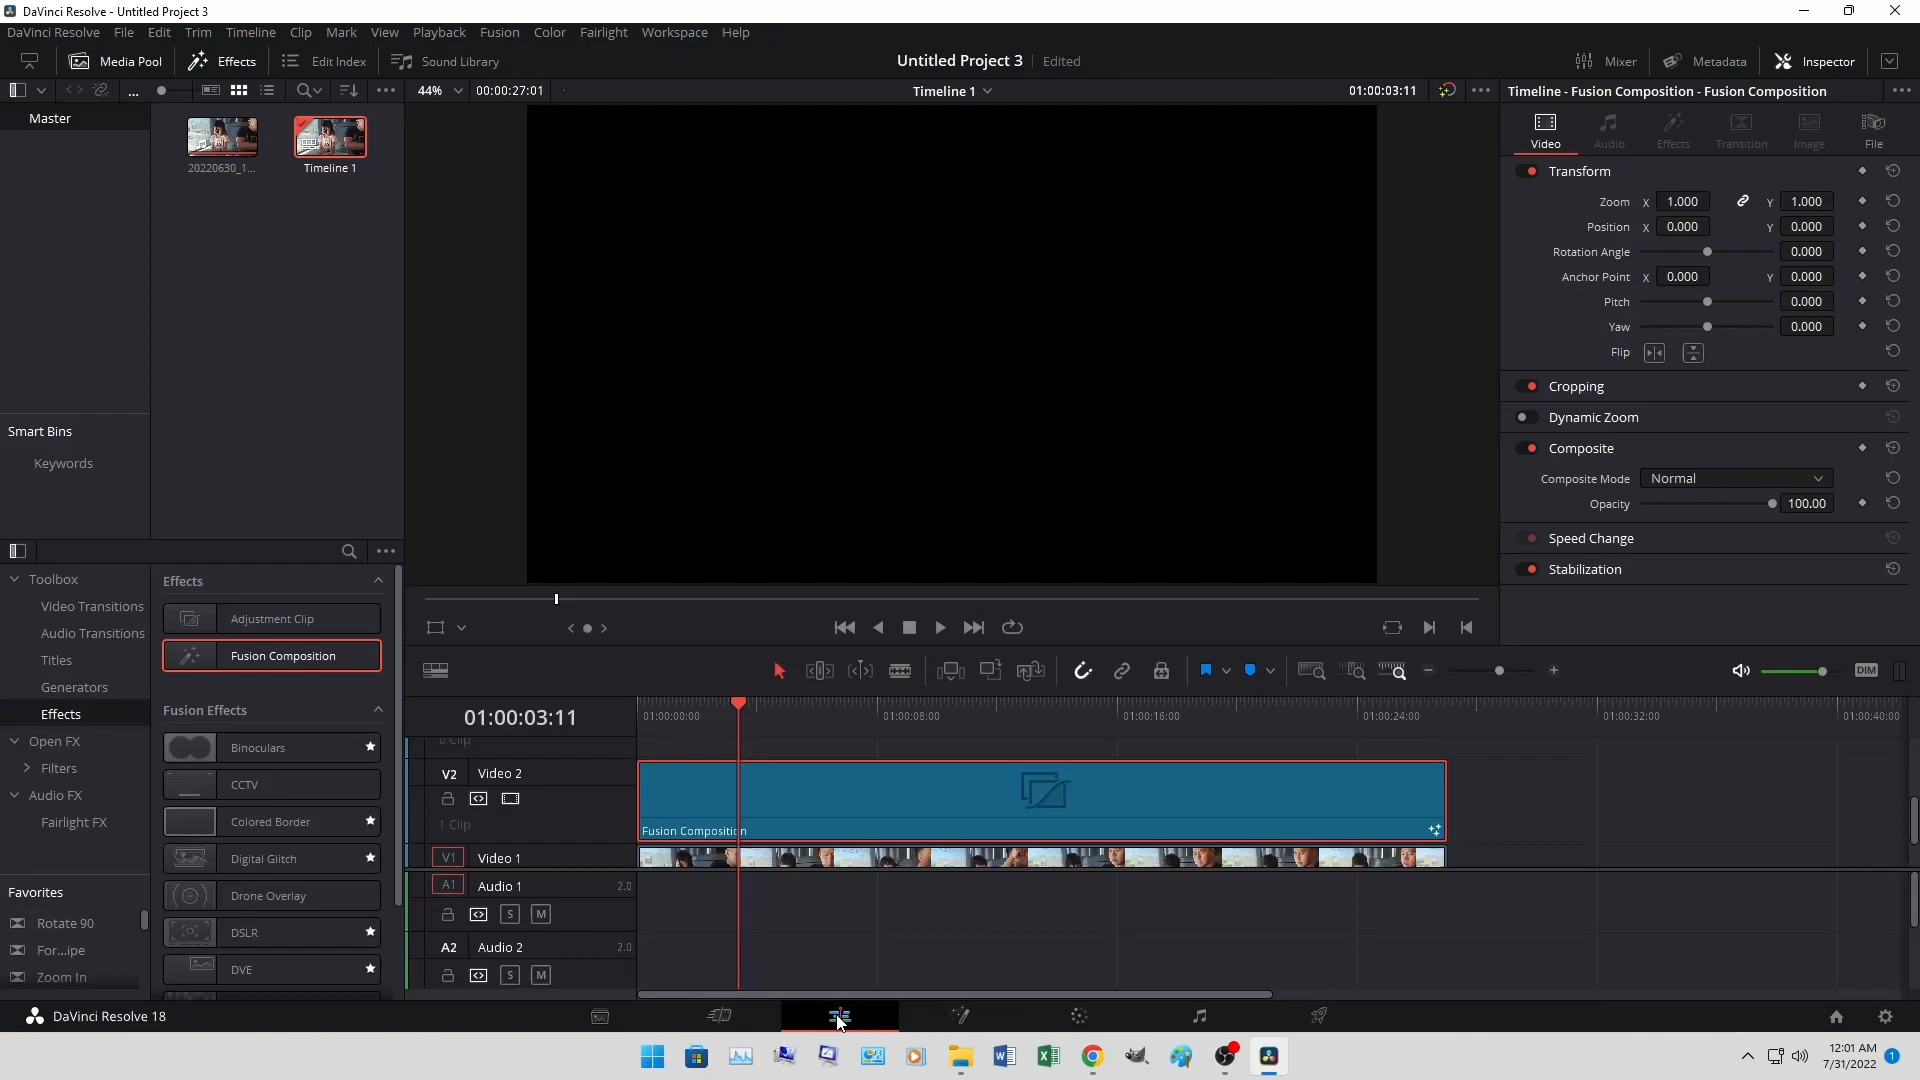 DaVinci Resolve - Untitled Project 3
DaVinci Resolve File Edit Trim Timeline Clip Mark View Playback Fusion Color Fairlight Workspace Help
Media Pool Effects Edit Index Sound Library Untitled Project 3 Edited Mixer Metadata Inspector
44% 00:00:27:01 Timeline 1 01:00:03:11 Timeline - Fusion Composition - Fusion Composition
Master
20220630_1... Timeline 1
Video Audio Effects Transition Image File
Transform
Zoom X 1.000 Y 1.000
Position X 0.000 Y 0.000
Rotation Angle 0.000
Anchor Point X 0.000 Y 0.000
Pitch 0.000
Yaw 0.000
Flip
Cropping
Dynamic Zoom
Composite
Composite Mode Normal
Opacity 100.00
Speed Change
Stabilization
Smart Bins
Keywords
Toolbox
Video Transitions
Audio Transitions
Titles
Generators
Effects
Open FX
Filters
Audio FX
Fairlight FX
Favorites
Rotate 90
For...ipe
Zoom In
Effects
Adjustment Clip
Fusion Composition
Fusion Effects
Binoculars
CCTV
Colored Border
Digital Glitch
Drone Overlay
DSLR
DVE
DIM
01:00:03:11 01:00:00:00 01:00:08:00 01:00:16:00 01:00:24:00 01:00:32:00 01:00:40:00
0 Clip
V2 Video 2
1 Clip
Fusion Composition
V1 Video 1
A1 Audio 1 2.0
S M
A2 Audio 2 2.0
S M
DaVinci Resolve 18
12:01 AM
7/31/2022
1